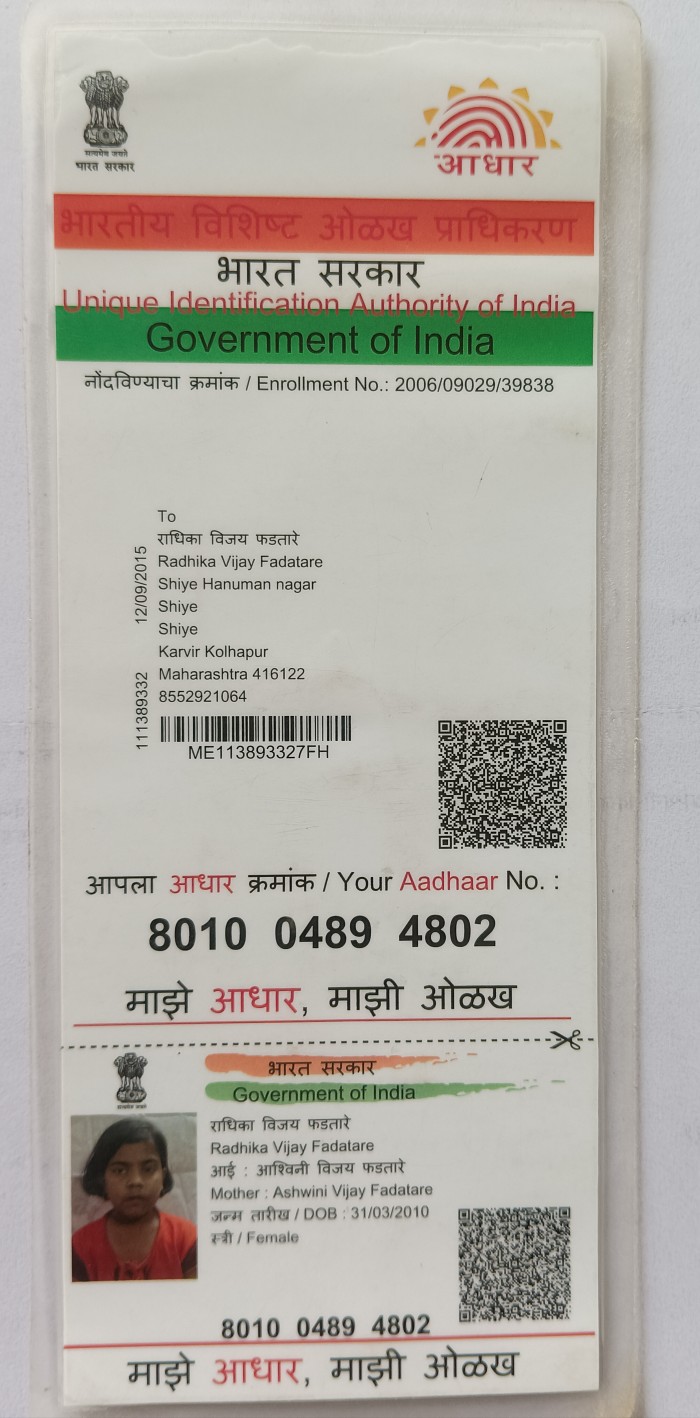 सत्यमेव जयते
भारत सरकार
आधार
भारतीय विशिष्ट ओळख प्राधिकरण
भारत सरकार
Unique Identification Authority of India
Government of India
नोंदविण्याचा क्रमांक / Enrollment No.: 2006/09029/39838
To
राधिका विजय फडतारे
Radhika Vijay Fadatare
Shiye Hanuman nagar
Shiye
Shiye
Karvir Kolhapur
Maharashtra 416122
8552921064
12/09/2015
111389332
ME113893327FH
आपला आधार क्रमांक / Your Aadhaar No. :
8010 0489 4802
माझे आधार, माझी ओळख
भारत सरकार
Government of India
राधिका विजय फडतारे
Radhika Vijay Fadatare
आई : आश्विनी विजय फडतारे
Mother : Ashwini Vijay Fadatare
जन्म तारीख / DOB : 31/03/2010
स्त्री / Female
8010 0489 4802
माझे आधार, माझी ओळख